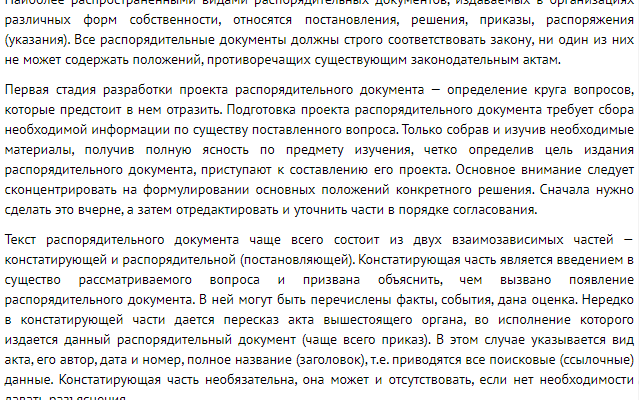 Наиболее распространенными видами распорядительных документов, издаваемых в организациях
различных форм собственности, относятся постановления, решения, приказы, распоряжения
(указания). Все распорядительные документы должны строго соответствовать закону, ни один из них
не может содержать положений, противоречащих существующим законодательным актам.
Первая стадия разработки проекта распорядительного документа — определение круга вопросов,
которые предстоит в нем отразить. Подготовка проекта распорядительного документа требует сбора
необходимой информации по существу поставленного вопроса. Только собрав и изучив необходимые
материалы, получив полную ясность по предмету изучения, четко определив цель издания
распорядительного документа, приступают к составлению его проекта. Основное внимание следует
сконцентрировать на формулировании основных положений конкретного решения. Сначала нужно
сделать это вчерне, а затем отредактировать и уточнить части в порядке согласования.
Текст распорядительного документа чаще всего состоит из двух взаимозависимых частей —
констатирующей и распорядительной (постановляющей). Констатирующая часть является введением в
существо рассматриваемого вопроса и призвана объяснить, чем вызвано появление
распорядительного документа. В ней могут быть перечислены факты, события, дана оценка. Нередко
в констатирующей части дается пересказ акта вышестоящего органа, во исполнение которого
издается данный распорядительный документ (чаще всего приказ). В этом случае указывается вид
акта, его автор, дата и номер, полное название (заголовок), т.е. приводятся все поисковые (ссылочные)
данные. Констатирующая часть необязательна, она может и отсутствовать, если нет необходимости
давать разъяснения.